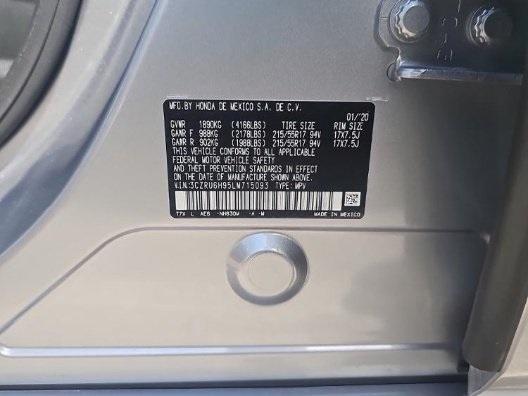 MFD.BY HONDA DE MEXICO S.A. DE C.V. 01/'20
GVWR 1890KG (4166LBS) TIRE SIZE RIM SIZE
GAWR F 988KG (2178LBS) 215/55R17 94V 17X7.5J
GAWR R 902KG (1988LBS) 215/55R17 94V 17X7.5J
THIS VEHICLE CONFORMS TO ALL APPLICABLE
FEDERAL MOTOR VEHICLE SAFETY
AND THEFT PREVENTION STANDARDS IN EFFECT
ON THE DATE OF MANUFACTURE SHOWN ABOVE.
V.I.N:3CZRU6H95LM715093 TYPE: MPV
T7X L AE6 -NH830M -A -M MADE IN MEXICO